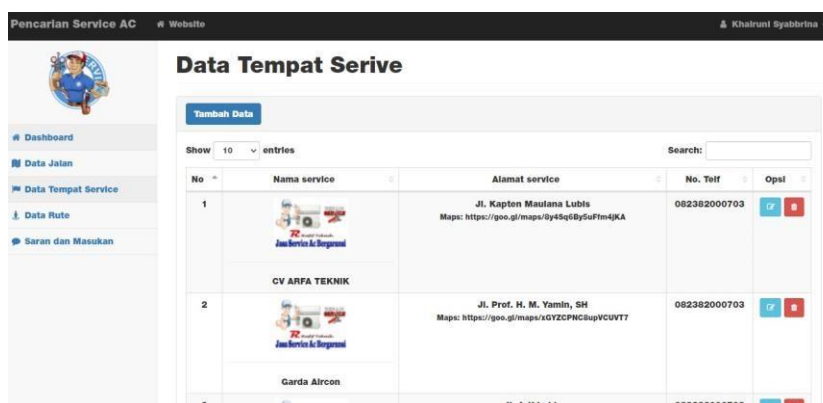 Pencarian Service AC
Website
Khairuni Syabbrina
Data Tempat Serive
Tambah Data
Dashboard
Data Jalan
Data Tempat Service
Data Rute
Saran dan Masukan
Show 10 entries
Search:
No Nama service Alamat service No. Telf Opsi
1
Jasa Service Ac Bergaransi
CV ARFA TEKNIK
Jl. Kapten Maulana Lubis
Maps: https://goo.gl/maps/8y4Sq6By5uFfm4jKA
082382000703
2
Jasa Service Ac Bergaransi
Garda Aircon
Jl. Prof. H. M. Yamin, SH
Maps: https://goo.gl/maps/xGYZCPNC8upVCUVT7
082382000703